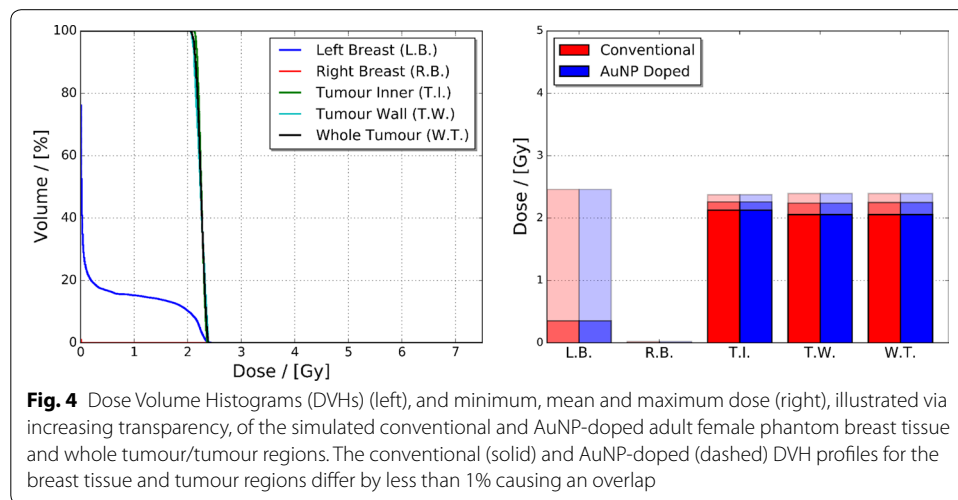 100
80
60
40
20
0
Volume / [%]
Left Breast (L.B.)
Right Breast (R.B.)
Tumour Inner (T.I.)
Tumour Wall (T.W.)
Whole Tumour (W.T.)
0 1 2 3 4 5 6 7
Dose / [Gy]
5
4
3
2
1
0
Dose / [Gy]
Conventional
AuNP Doped
L.B. R.B. T.I. T.W. W.T.
Fig. 4 Dose Volume Histograms (DVHs) (left), and minimum, mean and maximum dose (right), illustrated via
increasing transparency, of the simulated conventional and AuNP-doped adult female phantom breast tissue
and whole tumour/tumour regions. The conventional (solid) and AuNP-doped (dashed) DVH profiles for the
breast tissue and tumour regions differ by less than 1% causing an overlap